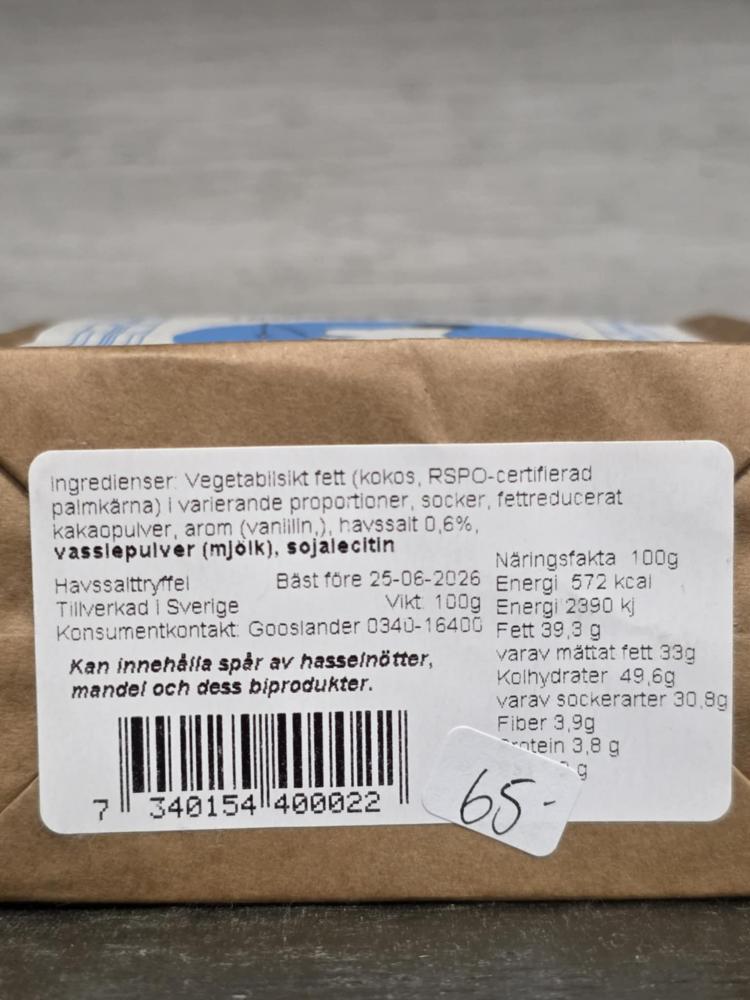 Ingredienser: Vegetabilsikt fett (kokos, RSPO-certifierad
palmkärna) i varierande proportioner, socker, fettreducerat
kakaopulver, arom (vanillin,), havssalt 0,6%,
vasslepulver (mjölk), sojalecitin
Havssalttryffel Bäst före 25-06-2026
Tillverkad i Sverige Vikt: 100g
Konsumentkontakt: Gooslander 0340-16400
Kan innehålla spår av hasselnötter,
mandel och dess biprodukter.
7 340154 400022
Näringsfakta 100g
Energi 572 kcal
Energi 2390 kj
Fett 39,3 g
varav mättat fett 33g
Kolhydrater 49,6g
varav sockerarter 30,8g
Fiber 3,9g
3,8 g
g
65-